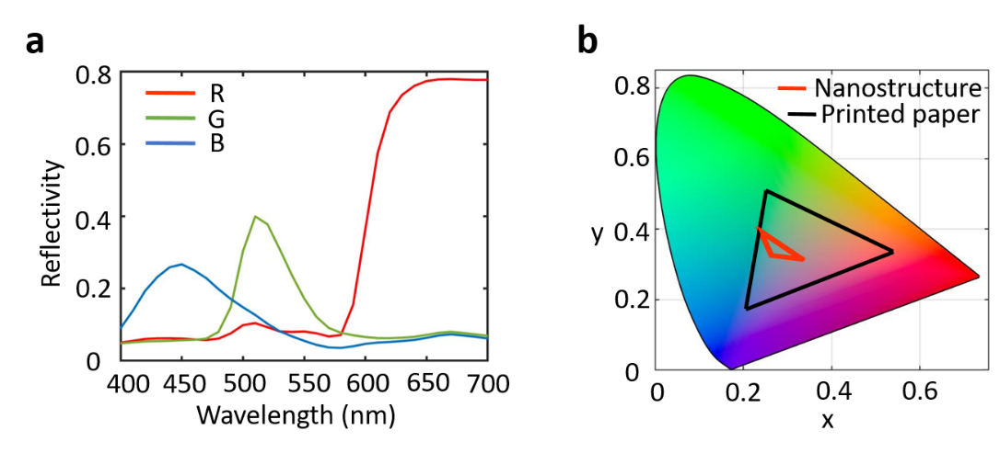 a
0.8
0.6
0.4
0.2
0
Reflectivity
R
G
B
400 450 500 550 600 650 700
Wavelength (nm)
b
0.8
0.6
0.4
0.2
0
y
Nanostructure
Printed paper
0 0.2 0.4 0.6
x